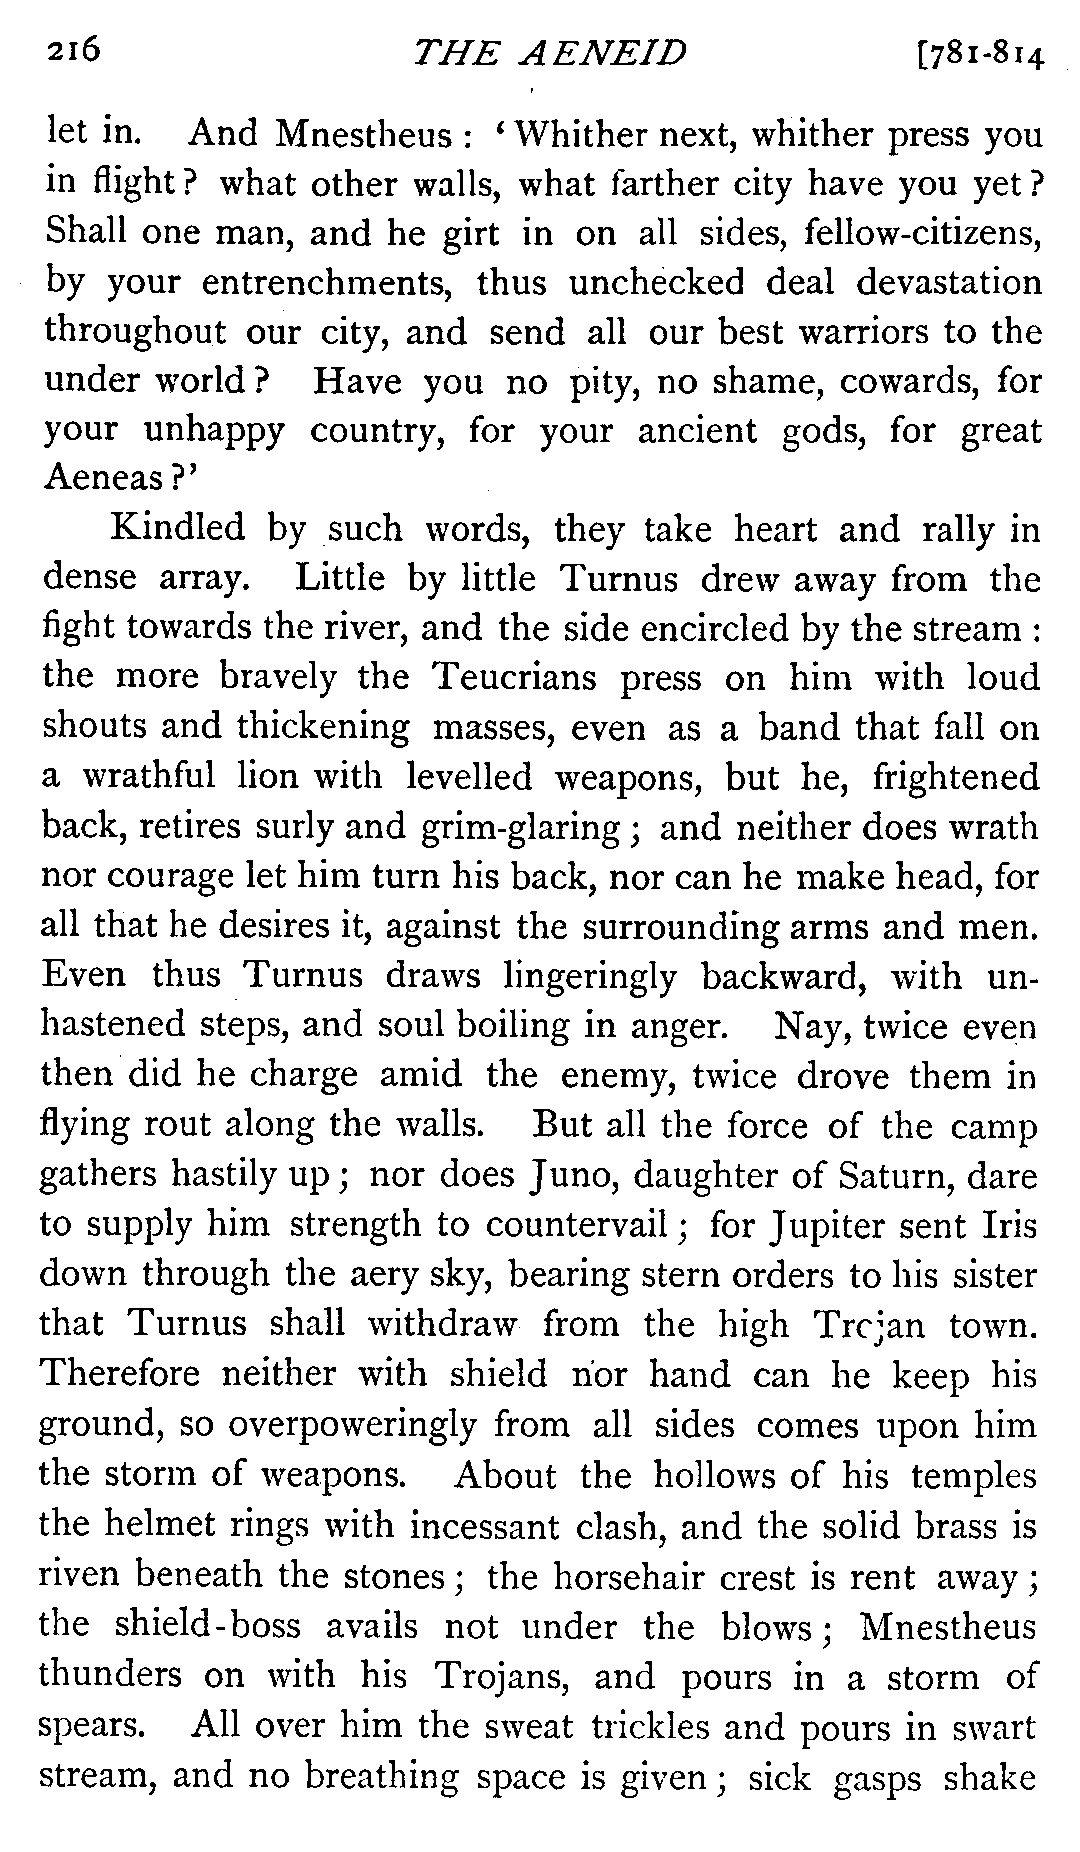 216 THE AENEID [781-814
let in. And Mnestheus : ‘Whither next, whither press you
in flight? what other walls, what farther city have you yet?
Shall one man, and he girt in on all sides, fellow-citizens,
by your entrenchments, thus unchecked deal devastation
throughout our city, and send all our best warriors to the
under world? Have you no pity, no shame, cowards, for
your unhappy country, for your ancient gods, for great
Aeneas?’
Kindled by such words, they take heart and rally in
dense array. Little by little Turnus drew away from the
fight towards the river, and the side encircled by the stream :
the more bravely the Teucrians press on him with loud
shouts and thickening masses, even as a band that fall on
a wrathful lion with levelled weapons, but he, frightened
back, retires surly and grim-glaring ; and neither does wrath
nor courage let him turn his back, nor can he make head, for
all that he desires it, against the surrounding arms and men.
Even thus Turnus draws lingeringly backward, with un-
hastened steps, and soul boiling in anger. Nay, twice even
then did he charge amid the enemy, twice drove them in
flying rout along the walls. But all the force of the camp
gathers hastily up ; nor does Juno, daughter of Saturn, dare
to supply him strength to countervail ; for Jupiter sent Iris
down through the aery sky, bearing stern orders to his sister
that Turnus shall withdraw from the high Trojan town.
Therefore neither with shield nor hand can he keep his
ground, so overpoweringly from all sides comes upon him
the storm of weapons. About the hollows of his temples
the helmet rings with incessant clash, and the solid brass is
riven beneath the stones ; the horsehair crest is rent away ;
the shield-boss avails not under the blows ; Mnestheus
thunders on with his Trojans, and pours in a storm of
spears. All over him the sweat trickles and pours in swart
stream, and no breathing space is given ; sick gasps shake